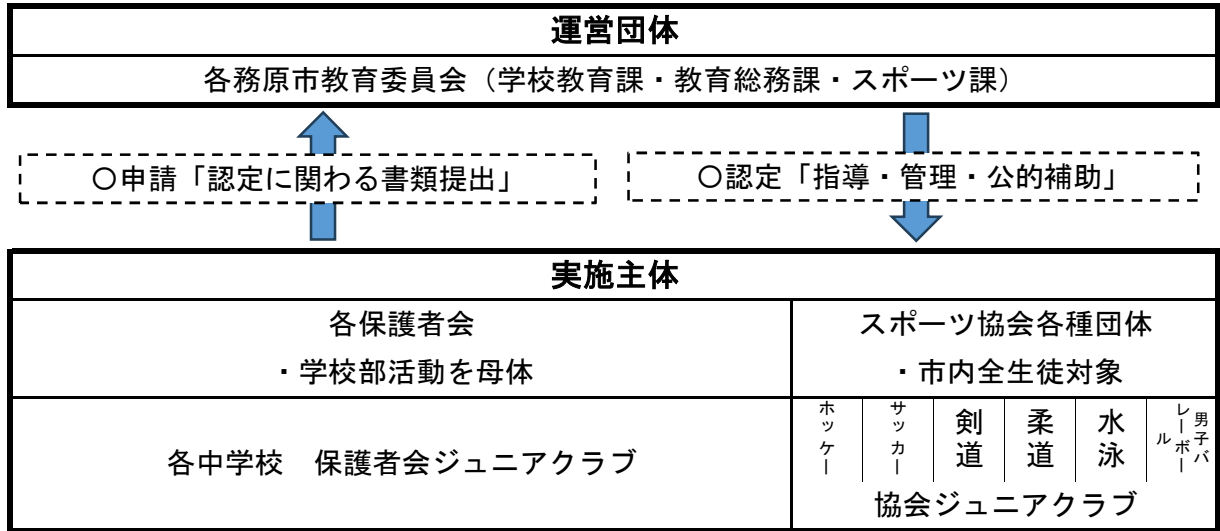 運営団体
各務原市教育委員会（学校教育課・教育総務課・スポーツ課）
〇申請「認定に関わる書類提出」
〇認定「指導・管理・公的補助」
実施主体
各保護者会
・学校部活動を母体
スポーツ協会各種団体
・市内全生徒対象
各中学校　保護者会ジュニアクラブ
ホッケー
サッカー
剣道
柔道
水泳
男子バレーボール
協会ジュニアクラブ